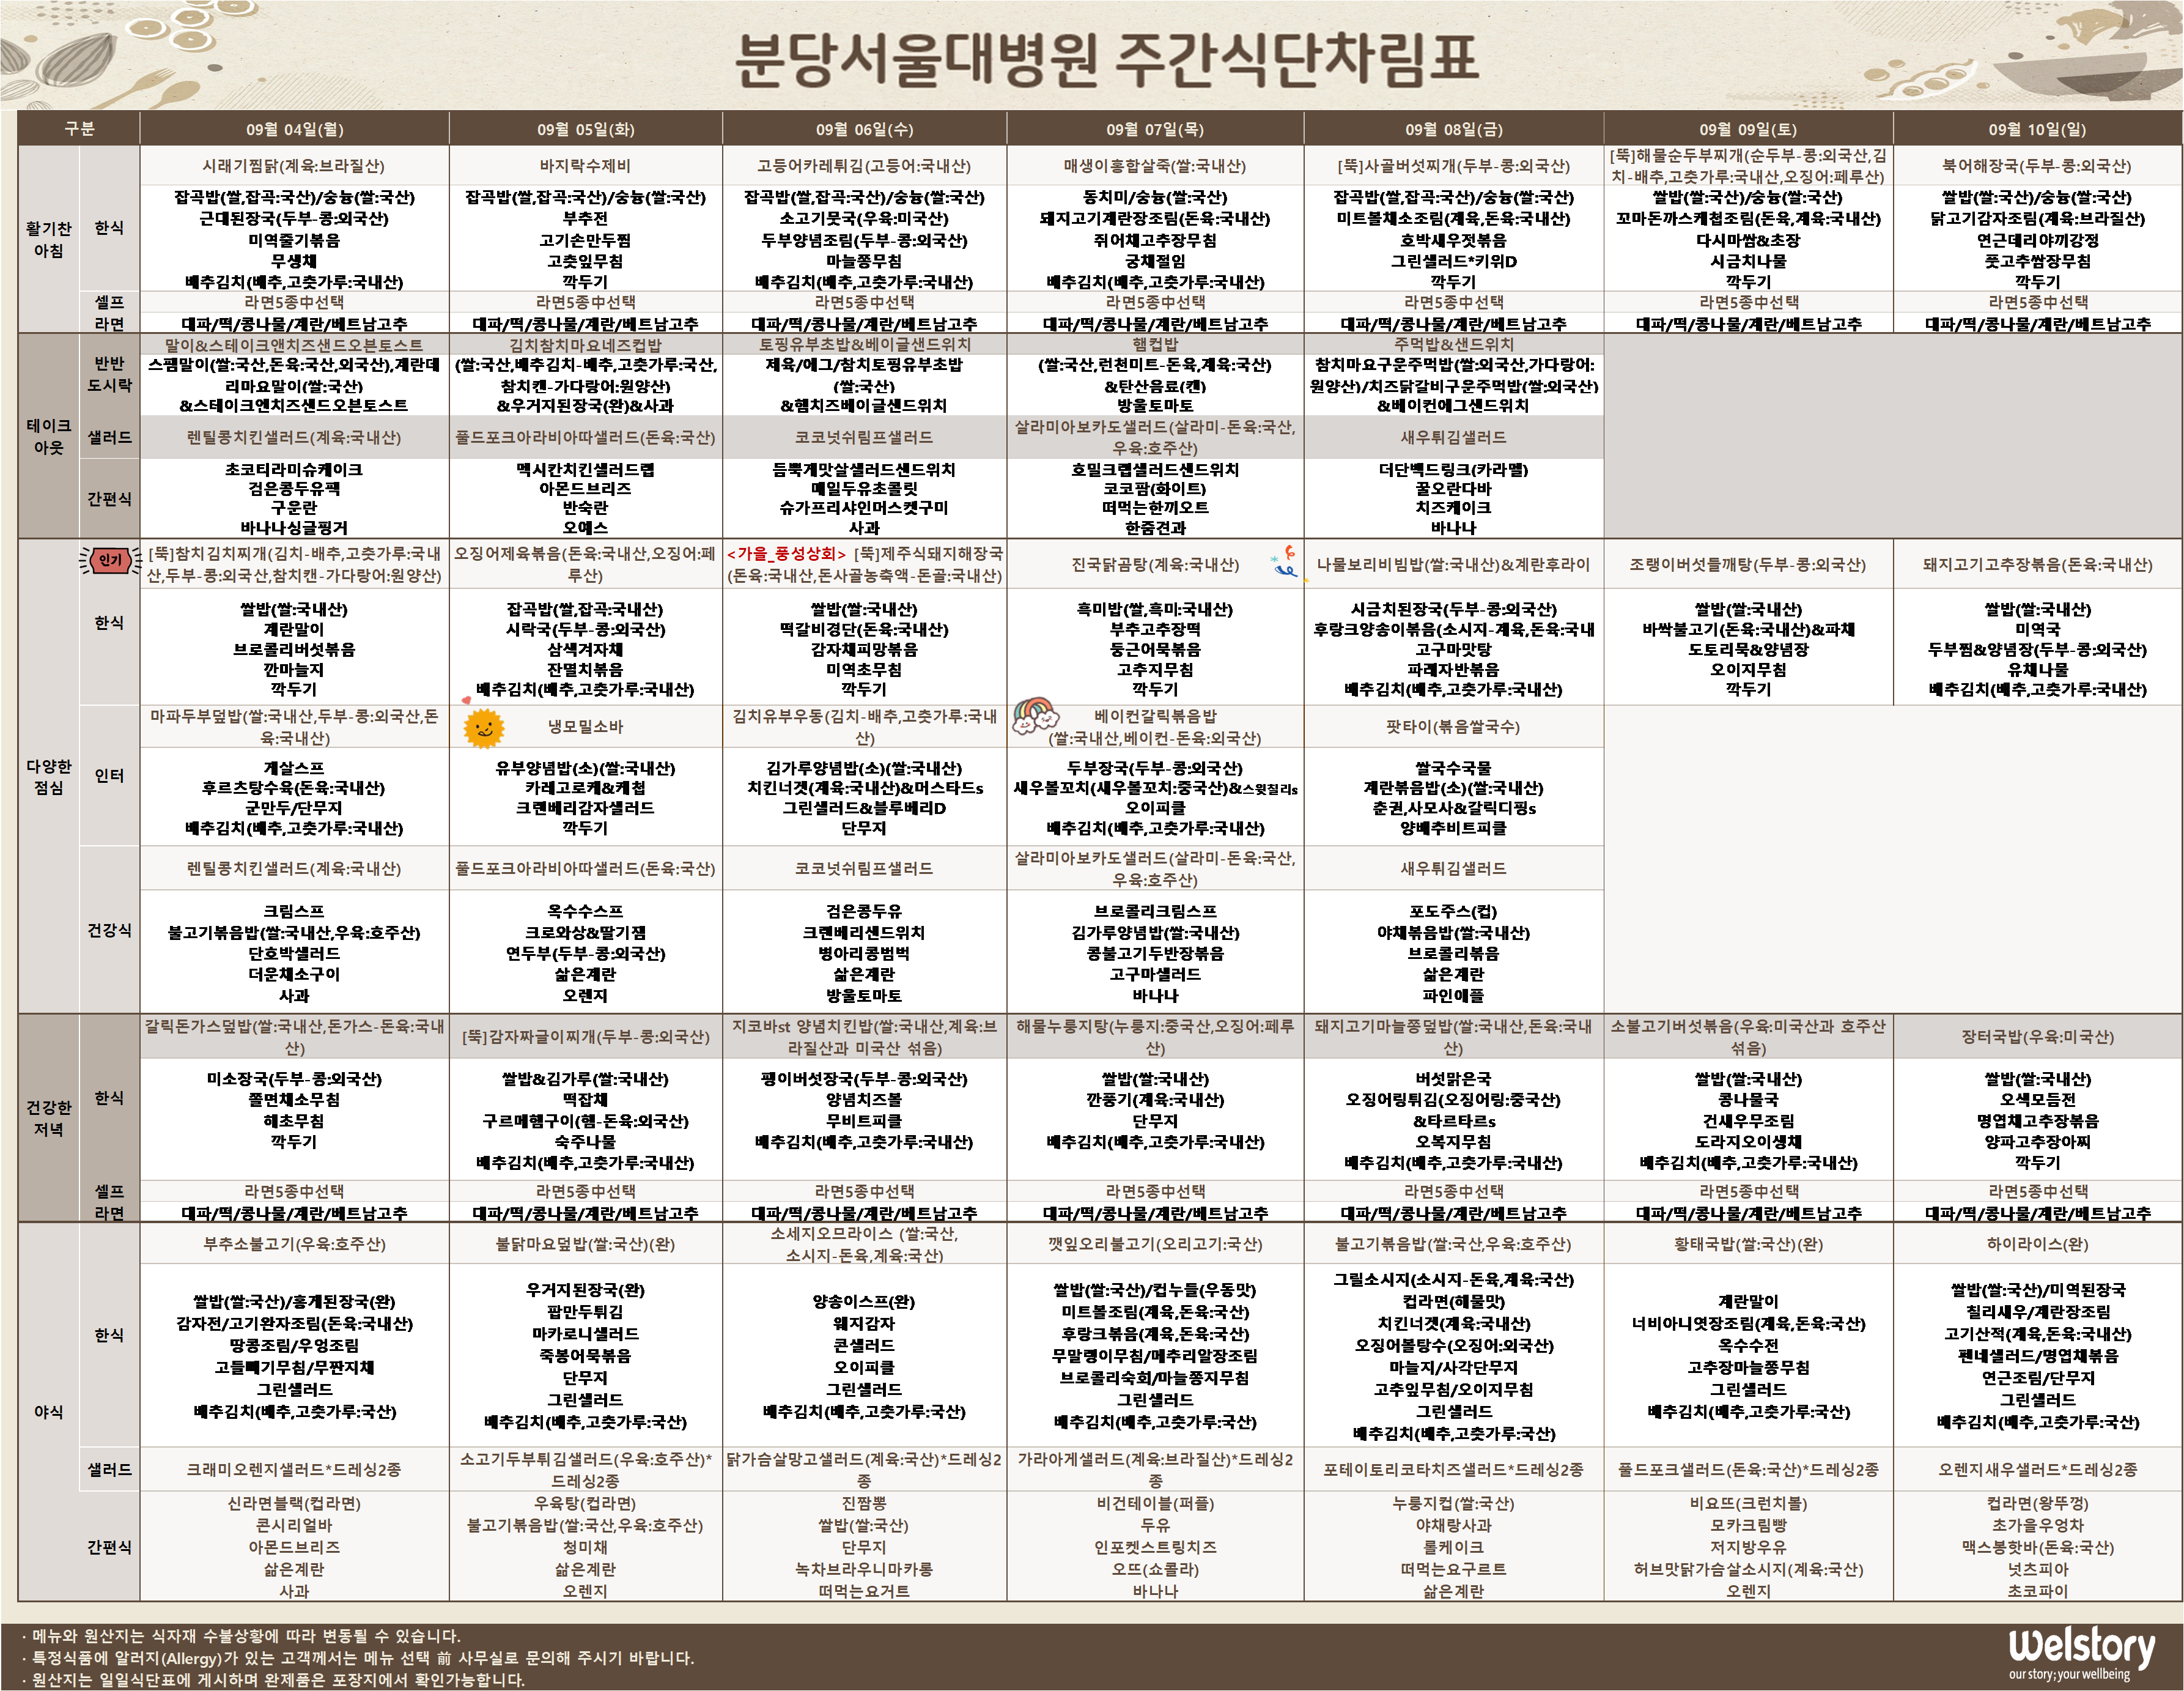 분당서울대병원 주간식단차림표
구분 09월 04일(월) 09월 05일(화) 09월 06일(수) 09월 07일(목) 09월 08일(금) 09월 09일(토) 09월 10일(일)
활기찬
아침
한식
시래기찜닭(계육:브라질산)
잡곡밥(쌀,잡곡:국산)/숭늉(쌀:국산)
근대된장국(두부-콩:외국산)
미역줄기볶음
무생채
배추김치(배추,고춧가루:국내산)
바지락수제비
잡곡밥(쌀,잡곡:국산)/숭늉(쌀:국산)
부추전
고기손만두찜
고춧잎무침
깍두기
고등어카레튀김(고등어:국내산)
잡곡밥(쌀,잡곡:국산)/숭늉(쌀:국산)
소고기뭇국(우육:미국산)
두부양념조림(두부-콩:외국산)
마늘쫑무침
배추김치(배추,고춧가루:국내산)
매생이홍합살죽(쌀:국내산)
동치미/숭늉(쌀:국산)
돼지고기계란장조림(돈육:국내산)
쥐어채고추장무침
궁채절임
배추김치(배추,고춧가루:국내산)
[뚝]사골버섯찌개(두부-콩:외국산)
잡곡밥(쌀,잡곡:국산)/숭늉(쌀:국산)
미트볼채소조림(계육,돈육:국내산)
호박새우젓볶음
그린샐러드*키위D
깍두기
[뚝]해물순두부찌개(순두부-콩:외국산,김
치-배추,고춧가루:국내산,오징어:페루산)
쌀밥(쌀:국산)/숭늉(쌀:국산)
꼬마돈까스케찹조림(돈육,계육:국내산)
다시마쌈&초장
시금치나물
깍두기
북어해장국(두부-콩:외국산)
쌀밥(쌀:국산)/숭늉(쌀:국산)
닭고기감자조림(계육:브라질산)
연근데리야끼강정
풋고추쌈장무침
깍두기
셀프
라면
라면5종中선택 라면5종中선택 라면5종中선택 라면5종中선택 라면5종中선택 라면5종中선택 라면5종中선택
대파/떡/콩나물/계란/베트남고추 대파/떡/콩나물/계란/베트남고추 대파/떡/콩나물/계란/베트남고추 대파/떡/콩나물/계란/베트남고추 대파/떡/콩나물/계란/베트남고추 대파/떡/콩나물/계란/베트남고추 대파/떡/콩나물/계란/베트남고추
테이크
아웃
반반
도시락
말이&스테이크앤치즈샌드오븐토스트
스팸말이(쌀:국산,돈육:국산,외국산),계란데
리마요말이(쌀:국산)
&스테이크엔치즈샌드오븐토스트
김치참치마요네즈컵밥
(쌀:국산,배추김치-배추,고춧가루:국산,
참치캔-가다랑어:원양산)
&우거지된장국(완)&사과
토핑유부초밥&베이글샌드위치
제육/에그/참치토핑유부초밥
(쌀:국산)
&햄치즈베이글샌드위치
햄컵밥
(쌀:국산,런천미트-돈육,계육:국산)
&탄산음료(캔)
방울토마토
주먹밥&샌드위치
참치마요구운주먹밥(쌀:외국산,가다랑어:
원양산)/치즈닭갈비구운주먹밥(쌀:외국산)
&베이컨에그샌드위치
샐러드
렌틸콩치킨샐러드(계육:국내산)
풀드포크아라비아따샐러드(돈육:국산)
코코넛쉬림프샐러드
살라미아보카도샐러드(살라미-돈육:국산,
우육:호주산)
새우튀김샐러드
간편식
초코티라미슈케이크
검은콩두유팩
구운란
바나나싱글핑거
멕시칸치킨샐러드랩
아몬드브리즈
반숙란
오예스
듬뿍게맛살샐러드샌드위치
매일두유초콜릿
슈가프리샤인머스캣구미
사과
호밀크랩샐러드샌드위치
코코팜(화이트)
떠먹는한끼오트
한줌견과
더단백드링크(카라멜)
꿀오란다바
치즈케이크
바나나
다양한
점심
인기
한식
[뚝]참치김치찌개(김치-배추,고춧가루:국내
산,두부-콩:외국산,참치캔-가다랑어:원양산)
쌀밥(쌀:국내산)
계란말이
브로콜리버섯볶음
깐마늘지
깍두기
오징어제육볶음(돈육:국내산,오징어:페
루산)
잡곡밥(쌀,잡곡:국내산)
시락국(두부-콩:외국산)
삼색겨자채
잔멸치볶음
배추김치(배추,고춧가루:국내산)
<가을_풍성상회> [뚝]제주식돼지해장국
(돈육:국내산,돈사골농축액-돈골:국내산)
쌀밥(쌀:국내산)
떡갈비경단(돈육:국내산)
감자채피망볶음
미역초무침
깍두기
진국닭곰탕(계육:국내산)
흑미밥(쌀,흑미:국내산)
부추고추장떡
둥근어묵볶음
고추지무침
깍두기
나물보리비빔밥(쌀:국내산)&계란후라이
시금치된장국(두부-콩:외국산)
후랑크양송이볶음(소시지-계육,돈육:국내
고구마맛탕
파래자반볶음
배추김치(배추,고춧가루:국내산)
조랭이버섯들깨탕(두부-콩:외국산)
쌀밥(쌀:국내산)
바싹불고기(돈육:국내산)&파채
도토리묵&양념장
오이지무침
깍두기
돼지고기고추장볶음(돈육:국내산)
쌀밥(쌀:국내산)
미역국
두부찜&양념장(두부-콩:외국산)
유채나물
배추김치(배추,고춧가루:국내산)
인터
마파두부덮밥(쌀:국내산,두부-콩:외국산,돈
육:국내산)
게살스프
후르츠탕수육(돈육:국내산)
군만두/단무지
배추김치(배추,고춧가루:국내산)
냉모밀소바
유부양념밥(소)(쌀:국내산)
카레고로케&케첩
크랜베리감자샐러드
깍두기
김치유부우동(김치-배추,고춧가루:국내
산)
김가루양념밥(소)(쌀:국내산)
치킨너겟(계육:국내산)&머스타드s
그린샐러드&블루베리D
단무지
베이컨갈릭볶음밥
(쌀:국내산,베이컨-돈육:외국산)
두부장국(두부-콩:외국산)
새우볼꼬치(새우볼꼬치:중국산)&스윗칠리s
오이피클
배추김치(배추,고춧가루:국내산)
팟타이(볶음쌀국수)
쌀국수국물
계란볶음밥(소)(쌀:국내산)
춘권,사모사&갈릭디핑s
양배추비트피클
건강식
렌틸콩치킨샐러드(계육:국내산)
크림스프
불고기볶음밥(쌀:국내산,우육:호주산)
단호박샐러드
더운채소구이
사과
풀드포크아라비아따샐러드(돈육:국산)
옥수수스프
크로와상&딸기잼
연두부(두부-콩:외국산)
삶은계란
오렌지
코코넛쉬림프샐러드
검은콩두유
크랜베리샌드위치
병아리콩범벅
삶은계란
방울토마토
살라미아보카도샐러드(살라미-돈육:국산,
우육:호주산)
브로콜리크림스프
김가루양념밥(쌀:국내산)
콩불고기두반장볶음
고구마샐러드
바나나
새우튀김샐러드
포도주스(컵)
야채볶음밥(쌀:국내산)
브로콜리볶음
삶은계란
파인애플
건강한
저녁
한식
갈릭돈가스덮밥(쌀:국내산,돈가스-돈육:국내
산)
미소장국(두부-콩:외국산)
쫄면채소무침
해초무침
깍두기
[뚝]감자짜글이찌개(두부-콩:외국산)
쌀밥&김가루(쌀:국내산)
떡잡채
구르메햄구이(햄-돈육:외국산)
숙주나물
배추김치(배추,고춧가루:국내산)
지코바st 양념치킨밥(쌀:국내산,계육:브
라질산과 미국산 섞음)
팽이버섯장국(두부-콩:외국산)
양념치즈볼
무비트피클
배추김치(배추,고춧가루:국내산)
해물누룽지탕(누룽지:중국산,오징어:페루
산)
쌀밥(쌀:국내산)
깐풍기(계육:국내산)
단무지
배추김치(배추,고춧가루:국내산)
돼지고기마늘쫑덮밥(쌀:국내산,돈육:국내
산)
버섯맑은국
오징어링튀김(오징어링:중국산)
&타르타르s
오복지무침
배추김치(배추,고춧가루:국내산)
소불고기버섯볶음(우육:미국산과 호주산
섞음)
쌀밥(쌀:국내산)
콩나물국
건새우무조림
도라지오이생채
배추김치(배추,고춧가루:국내산)
장터국밥(우육:미국산)
쌀밥(쌀:국내산)
오색모듬전
명엽채고추장볶음
양파고추장아찌
깍두기
셀프
라면
라면5종中선택 라면5종中선택 라면5종中선택 라면5종中선택 라면5종中선택 라면5종中선택 라면5종中선택
대파/떡/콩나물/계란/베트남고추 대파/떡/콩나물/계란/베트남고추 대파/떡/콩나물/계란/베트남고추 대파/떡/콩나물/계란/베트남고추 대파/떡/콩나물/계란/베트남고추 대파/떡/콩나물/계란/베트남고추 대파/떡/콩나물/계란/베트남고추
야식
한식
부추소불고기(우육:호주산)
쌀밥(쌀:국산)/홍게된장국(완)
감자전/고기완자조림(돈육:국내산)
땅콩조림/우엉조림
고들빼기무침/무짠지채
그린샐러드
배추김치(배추,고춧가루:국산)
불닭마요덮밥(쌀:국산)(완)
우거지된장국(완)
팝만두튀김
마카로니샐러드
죽봉어묵볶음
단무지
그린샐러드
배추김치(배추,고춧가루:국산)
소세지오므라이스 (쌀:국산,
소시지-돈육,계육:국산)
양송이스프(완)
웨지감자
콘샐러드
오이피클
그린샐러드
배추김치(배추,고춧가루:국산)
깻잎오리불고기(오리고기:국산)
쌀밥(쌀:국산)/컵누들(우동맛)
미트볼조림(계육,돈육:국산)
후랑크볶음(계육,돈육:국산)
무말랭이무침/메추리알장조림
브로콜리숙회/마늘쫑지무침
그린샐러드
배추김치(배추,고춧가루:국산)
불고기볶음밥(쌀:국산,우육:호주산)
그릴소시지(소시지-돈육,계육:국산)
컵라면(해물맛)
치킨너겟(계육:국내산)
오징어볼탕수(오징어:외국산)
마늘지/사각단무지
고추잎무침/오이지무침
그린샐러드
배추김치(배추,고춧가루:국산)
황태국밥(쌀:국산)(완)
계란말이
너비아니엿장조림(계육,돈육:국산)
옥수수전
고추장마늘쫑무침
그린샐러드
배추김치(배추,고춧가루:국산)
하이라이스(완)
쌀밥(쌀:국산)/미역된장국
칠리새우/계란장조림
고기산적(계육,돈육:국내산)
펜네샐러드/명엽채볶음
연근조림/단무지
그린샐러드
배추김치(배추,고춧가루:국산)
샐러드
크래미오렌지샐러드*드레싱2종
소고기두부튀김샐러드(우육:호주산)*
드레싱2종
닭가슴살망고샐러드(계육:국산)*드레싱2
종
가라아게샐러드(계육:브라질산)*드레싱2
종
포테이토리코타치즈샐러드*드레싱2종
풀드포크샐러드(돈육:국산)*드레싱2종
오렌지새우샐러드*드레싱2종
간편식
신라면블랙(컵라면)
콘시리얼바
아몬드브리즈
삶은계란
사과
우육탕(컵라면)
불고기볶음밥(쌀:국산,우육:호주산)
청미채
삶은계란
오렌지
진짬뽕
쌀밥(쌀:국산)
단무지
녹차브라우니마카롱
떠먹는요거트
비건테이블(퍼플)
두유
인포켓스트링치즈
오뜨(쇼콜라)
바나나
누룽지컵(쌀:국산)
야채랑사과
롤케이크
떠먹는요구르트
삶은계란
비요뜨(크런치볼)
모카크림빵
저지방우유
허브맛닭가슴살소시지(계육:국산)
오렌지
컵라면(왕뚜껑)
초가을우엉차
맥스봉핫바(돈육:국산)
넛츠피아
초코파이
· 메뉴와 원산지는 식자재 수불상황에 따라 변동될 수 있습니다.
· 특정식품에 알러지(Allergy)가 있는 고객께서는 메뉴 선택 前 사무실로 문의해 주시기 바랍니다.
· 원산지는 일일식단표에 게시하며 완제품은 포장지에서 확인가능합니다.
welstory
our story; your wellbeing